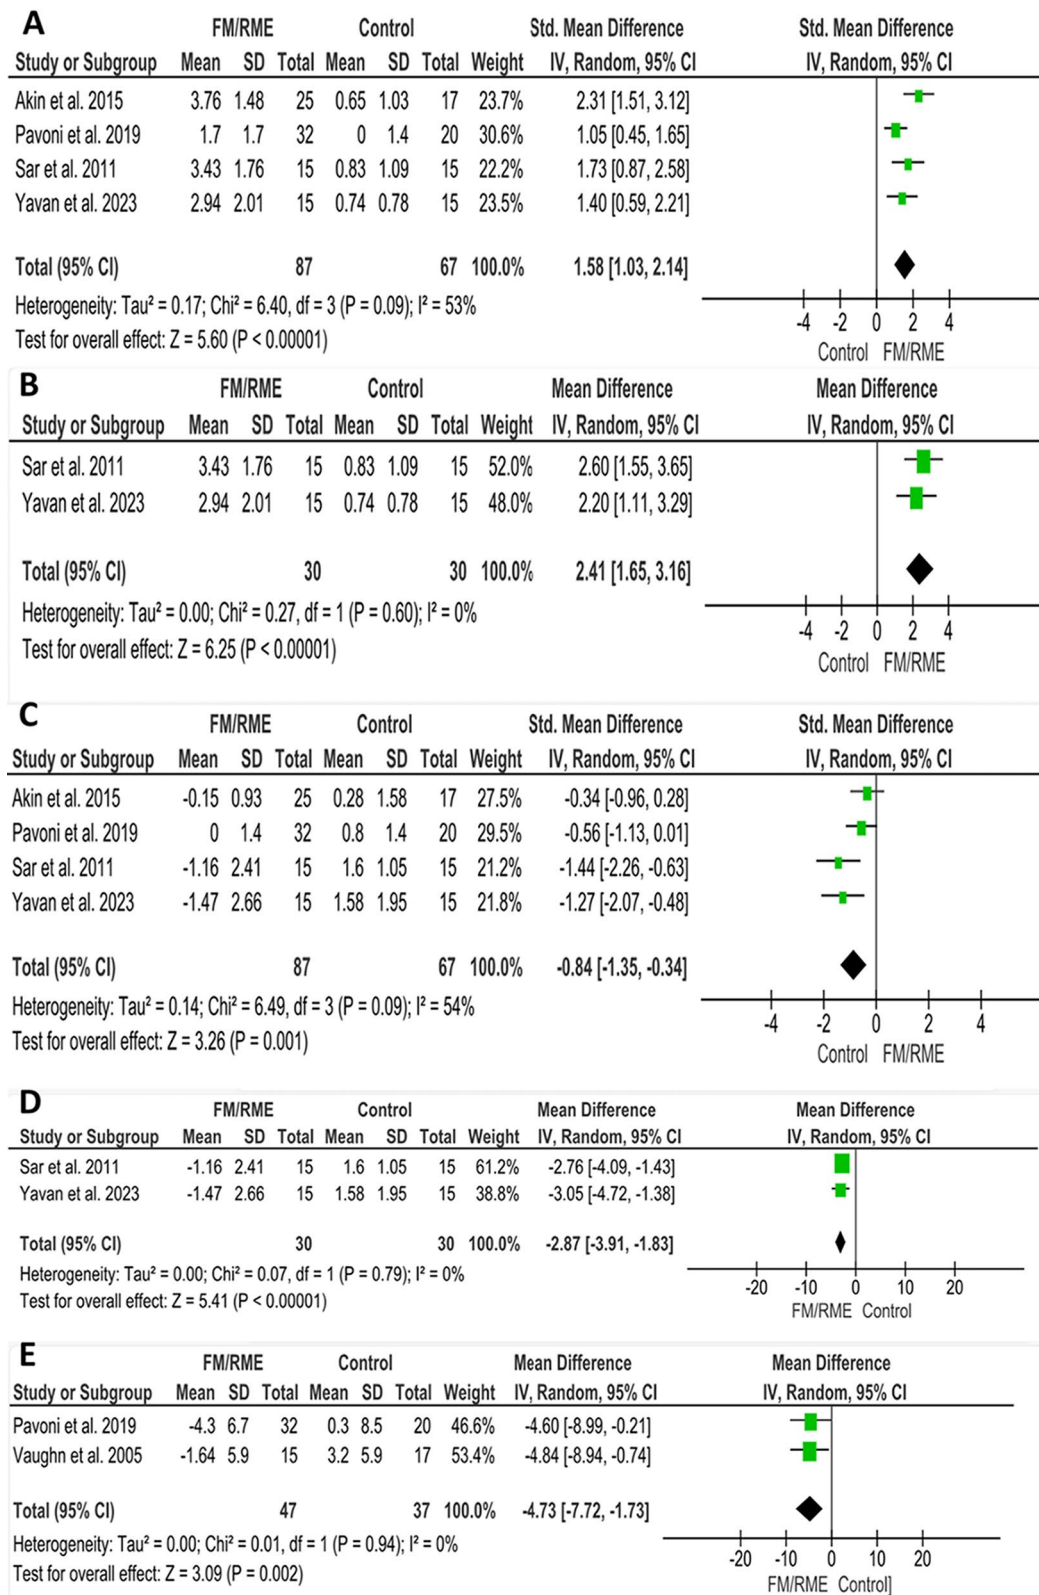 A
FM/RME Control Std. Mean Difference Std. Mean Difference
Study or Subgroup Mean SD Total Mean SD Total Weight IV, Random, 95% CI IV, Random, 95% CI
Akin et al. 2015 3.76 1.48 25 0.65 1.03 17 23.7% 2.31 [1.51, 3.12]
Pavoni et al. 2019 1.7 1.7 32 0 1.4 20 30.6% 1.05 [0.45, 1.65]
Sar et al. 2011 3.43 1.76 15 0.83 1.09 15 22.2% 1.73 [0.87, 2.58]
Yavan et al. 2023 2.94 2.01 15 0.74 0.78 15 23.5% 1.40 [0.59, 2.21]
Total (95% CI) 87 67 100.0% 1.58 [1.03, 2.14]
Heterogeneity: Tau² = 0.17; Chi² = 6.40, df = 3 (P = 0.09); I² = 53%
Test for overall effect: Z = 5.60 (P < 0.00001)
-4 -2 0 2 4
Control FM/RME
B
FM/RME Control Mean Difference Mean Difference
Study or Subgroup Mean SD Total Mean SD Total Weight IV, Random, 95% CI IV, Random, 95% CI
Sar et al. 2011 3.43 1.76 15 0.83 1.09 15 52.0% 2.60 [1.55, 3.65]
Yavan et al. 2023 2.94 2.01 15 0.74 0.78 15 48.0% 2.20 [1.11, 3.29]
Total (95% CI) 30 30 100.0% 2.41 [1.65, 3.16]
Heterogeneity: Tau² = 0.00; Chi² = 0.27, df = 1 (P = 0.60); I² = 0%
Test for overall effect: Z = 6.25 (P < 0.00001)
-4 -2 0 2 4
Control FM/RME
C
FM/RME Control Std. Mean Difference Std. Mean Difference
Study or Subgroup Mean SD Total Mean SD Total Weight IV, Random, 95% CI IV, Random, 95% CI
Akin et al. 2015 -0.15 0.93 25 0.28 1.58 17 27.5% -0.34 [-0.96, 0.28]
Pavoni et al. 2019 0 1.4 32 0.8 1.4 20 29.5% -0.56 [-1.13, 0.01]
Sar et al. 2011 -1.16 2.41 15 1.6 1.05 15 21.2% -1.44 [-2.26, -0.63]
Yavan et al. 2023 -1.47 2.66 15 1.58 1.95 15 21.8% -1.27 [-2.07, -0.48]
Total (95% CI) 87 67 100.0% -0.84 [-1.35, -0.34]
Heterogeneity: Tau² = 0.14; Chi² = 6.49, df = 3 (P = 0.09); I² = 54%
Test for overall effect: Z = 3.26 (P = 0.001)
-4 -2 0 2 4
Control FM/RME
D
FM/RME Control Mean Difference Mean Difference
Study or Subgroup Mean SD Total Mean SD Total Weight IV, Random, 95% CI IV, Random, 95% CI
Sar et al. 2011 -1.16 2.41 15 1.6 1.05 15 61.2% -2.76 [-4.09, -1.43]
Yavan et al. 2023 -1.47 2.66 15 1.58 1.95 15 38.8% -3.05 [-4.72, -1.38]
Total (95% CI) 30 30 100.0% -2.87 [-3.91, -1.83]
Heterogeneity: Tau² = 0.00; Chi² = 0.07, df = 1 (P = 0.79); I² = 0%
Test for overall effect: Z = 5.41 (P < 0.00001)
-20 -10 0 10 20
FM/RME Control
E
FM/RME Control Mean Difference Mean Difference
Study or Subgroup Mean SD Total Mean SD Total Weight IV, Random, 95% CI IV, Random, 95% CI
Pavoni et al. 2019 -4.3 6.7 32 0.3 8.5 20 46.6% -4.60 [-8.99, -0.21]
Vaughn et al. 2005 -1.64 5.9 15 3.2 5.9 17 53.4% -4.84 [-8.94, -0.74]
Total (95% CI) 47 37 100.0% -4.73 [-7.72, -1.73]
Heterogeneity: Tau² = 0.00; Chi² = 0.01, df = 1 (P = 0.94); I² = 0%
Test for overall effect: Z = 3.09 (P = 0.002)
-20 -10 0 10 20
FM/RME Control]